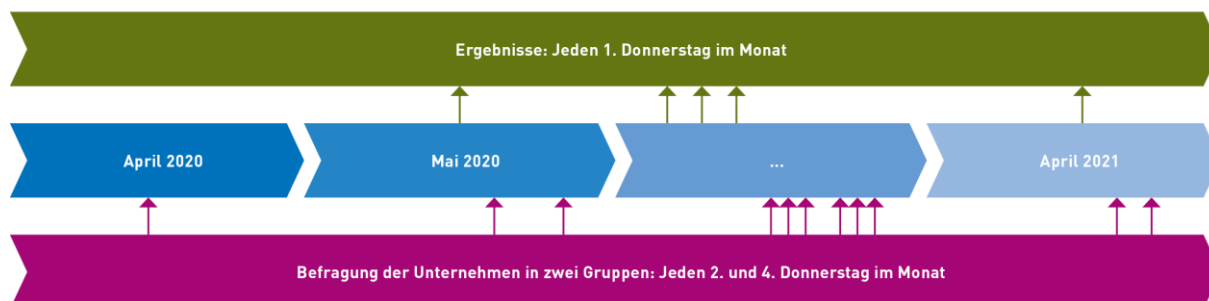 Ergebnisse: Jeden 1. Donnerstag im Monat
April 2020
Mai 2020
...
April 2021
Befragung der Unternehmen in zwei Gruppen: Jeden 2. und 4. Donnerstag im Monat